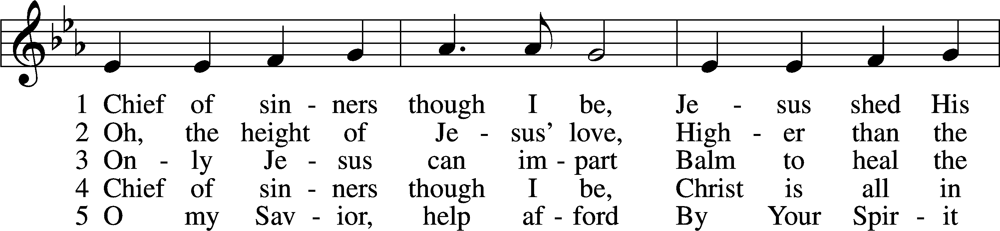 1 Chief of sin - ners though I be, Je - sus shed His
2 Oh, the height of Je - sus’ love, High - er than the
3 On - ly Je - sus can im - part Balm to heal the
4 Chief of sin - ners though I be, Christ is all in
5 O my Sav - ior, help af - ford By Your Spir - it